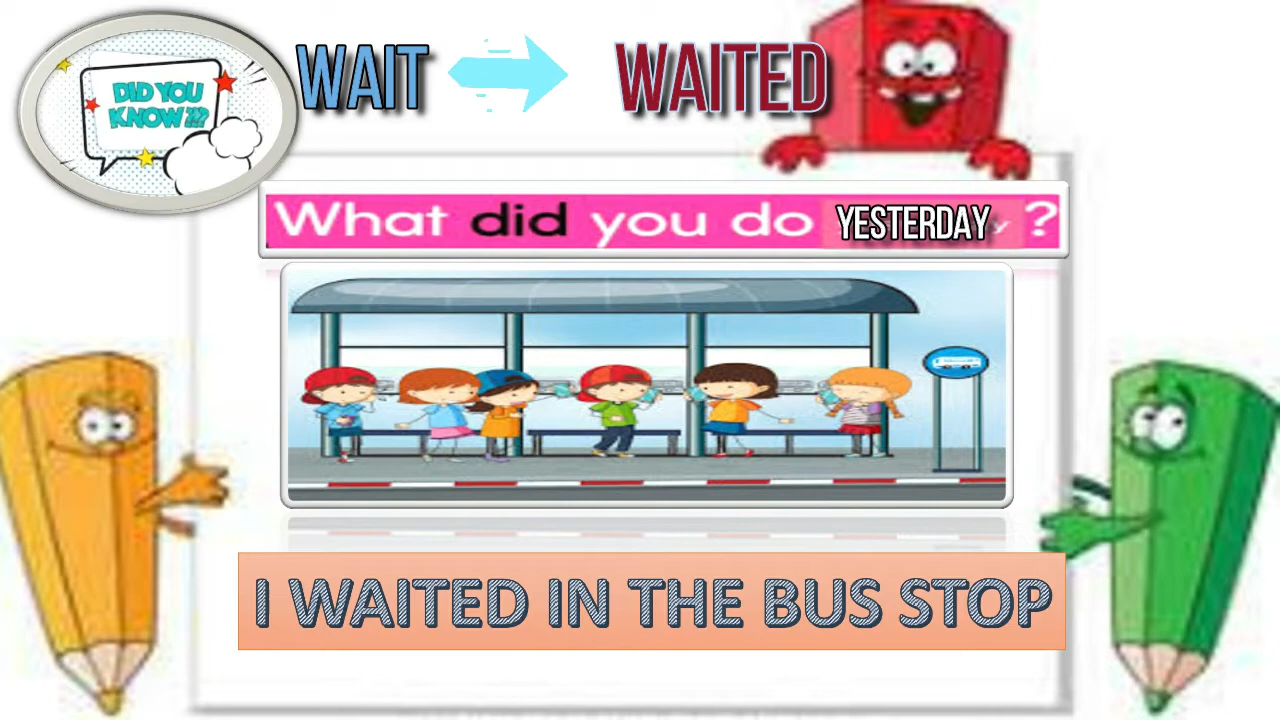 DID YOU
KNOW???
WAIT WAITED
What did you do YESTERDAY ?
I WAITED IN THE BUS STOP